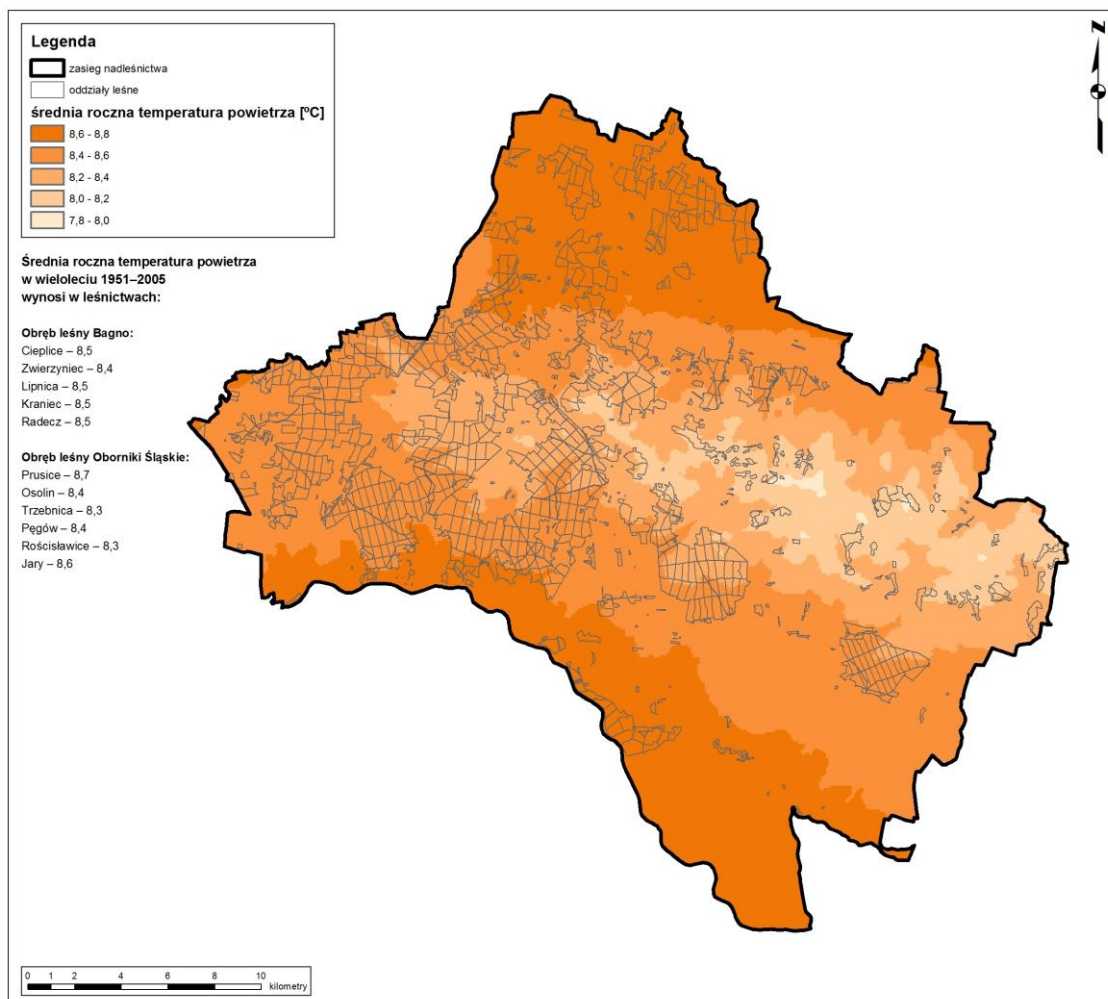 Legenda
zasieg nadleśnictwa
oddziały leśne
średnia roczna temperatura powietrza [ºC]
8,6 - 8,8
8,4 - 8,6
8,2 - 8,4
8,0 - 8,2
7,8 - 8,0
Średnia roczna temperatura powietrza
w wieloleciu 1951–2005
wynosi w leśnictwach:
Obręb leśny Bagno:
Cieplice – 8,5
Zwierzyniec – 8,4
Lipnica – 8,5
Kraniec – 8,5
Radecz – 8,5
Obręb leśny Oborniki Śląskie:
Prusice – 8,7
Osolin – 8,4
Trzebnica – 8,3
Pęgów – 8,4
Rościsławice – 8,3
Jary – 8,6
N
0 1 2 4 6 8 10
kilometry